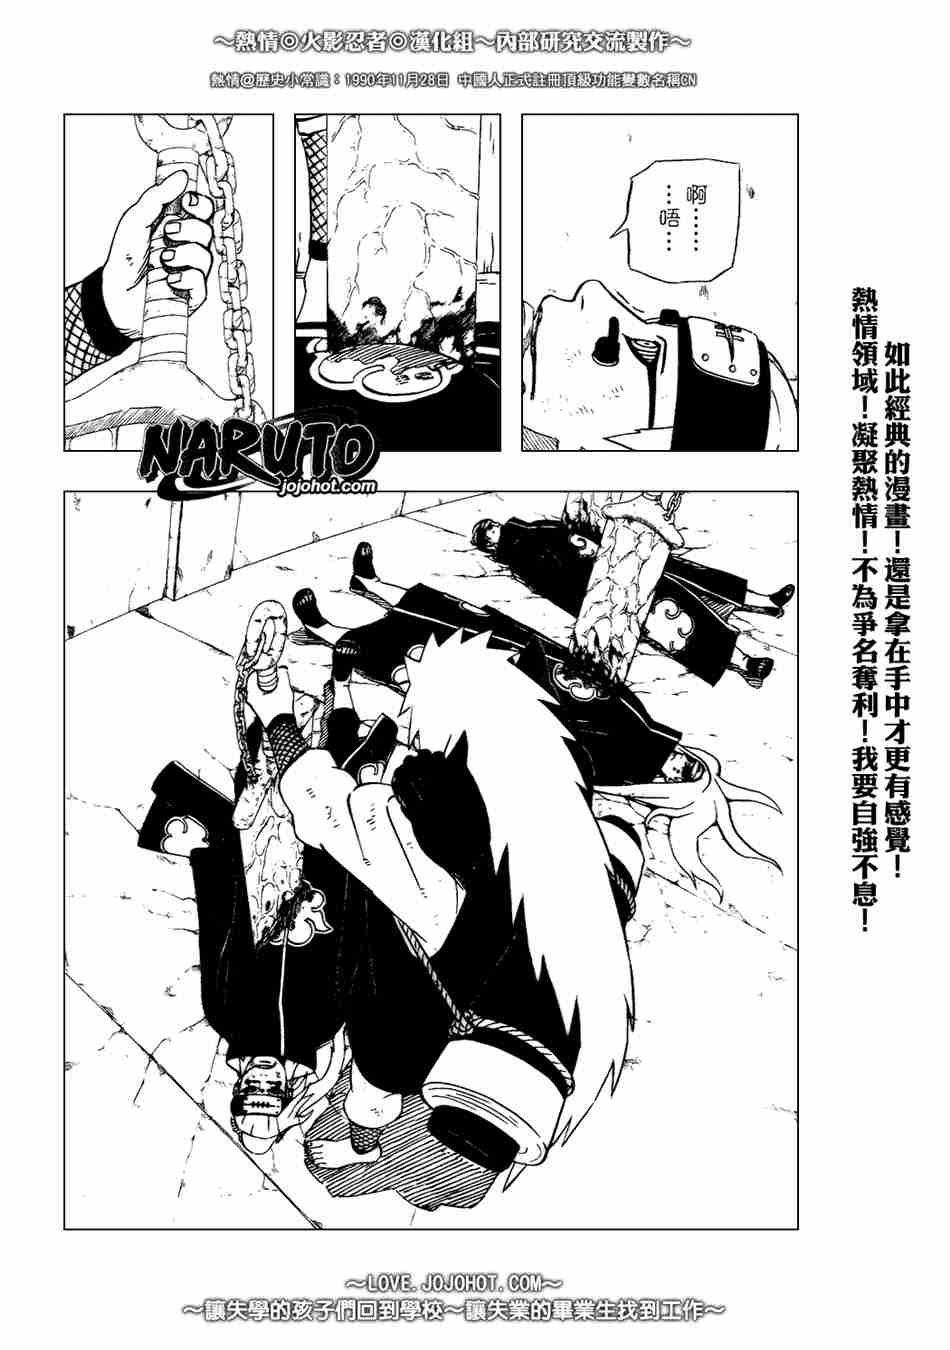 ～熱情◎火影忍者◎漢化組～內部研究交流製作～
熱情@歷史小常識：1990年11月28日 中國人正式註冊頂級功能變數名稱CN
啊……
…唔…
NARUTO
jojohot.com
如此經典的漫畫！還是拿在手中才更有感覺！
熱情領域！凝聚熱情！不為爭名奪利！我要自強不息！
～LOVE.JOJOHOT.COM～
～讓失學的孩子們回到學校～讓失業的畢業生找到工作～